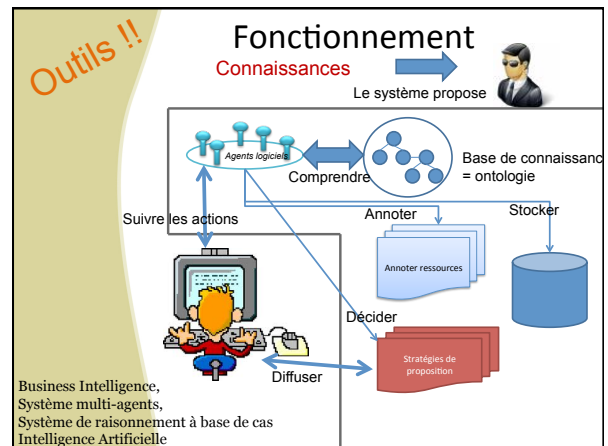 Outils !!
Fonctionnement
Connaissances
Le système propose
Agents logiciels
Comprendre
Base de connaissanc
= ontologie
Suivre les actions
Annoter
Stocker
Annoter ressources
Décider
Stratégies de
proposition
Diffuser
Business Intelligence,
Système multi-agents,
Système de raisonnement à base de cas
Intelligence Artificielle